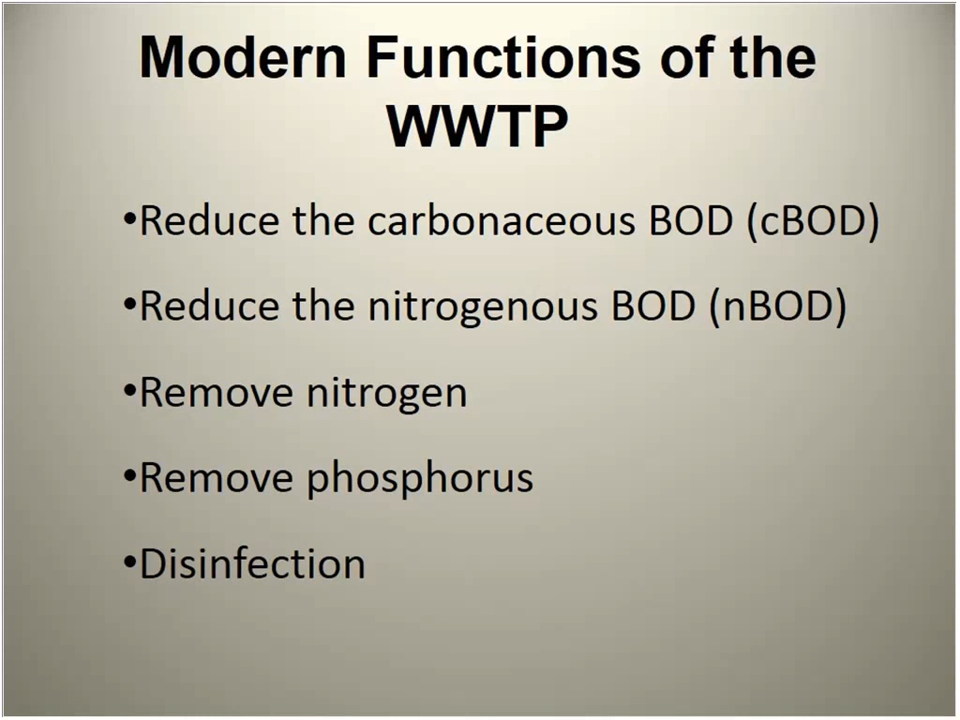 Modern Functions of the
WWTP
•Reduce the carbonaceous BOD (cBOD)
•Reduce the nitrogenous BOD (nBOD)
•Remove nitrogen
•Remove phosphorus
•Disinfection